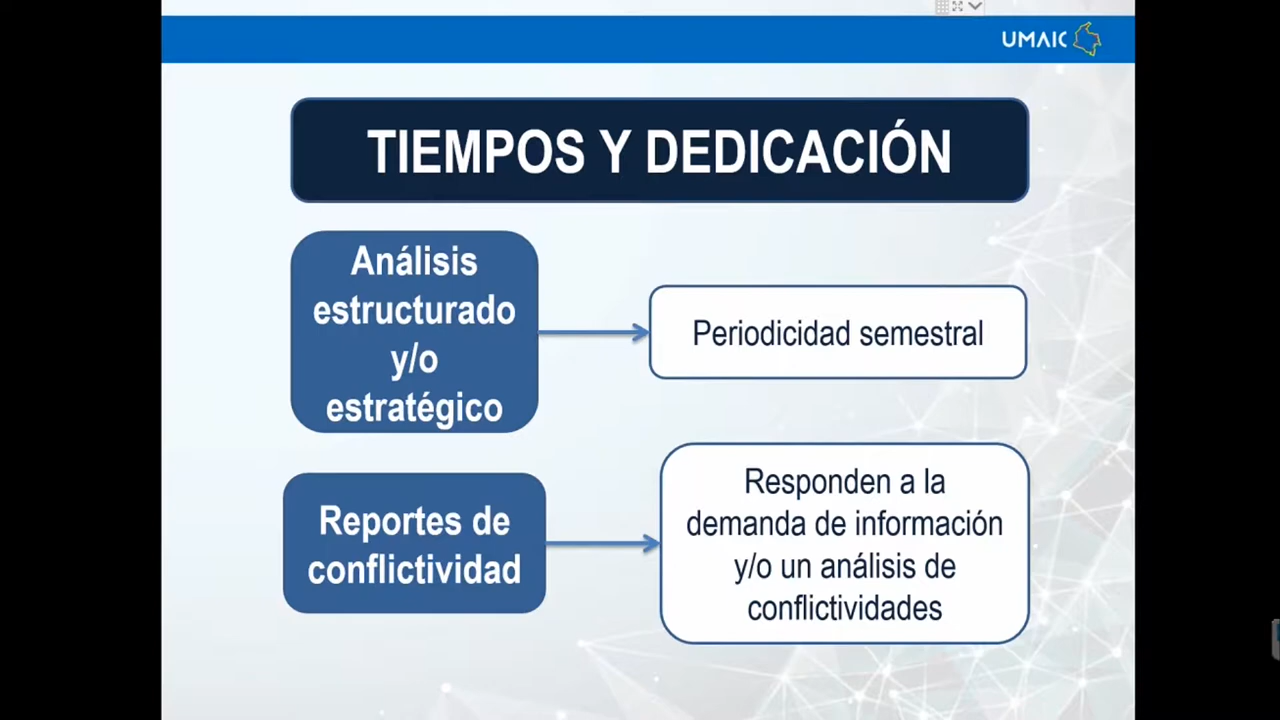 UMAIC
TIEMPOS Y DEDICACIÓN
Análisis
estructurado
y/o
estratégico
Periodicidad semestral
Reportes de
conflictividad
Responden a la
demanda de información
y/o un análisis de
conflictividades